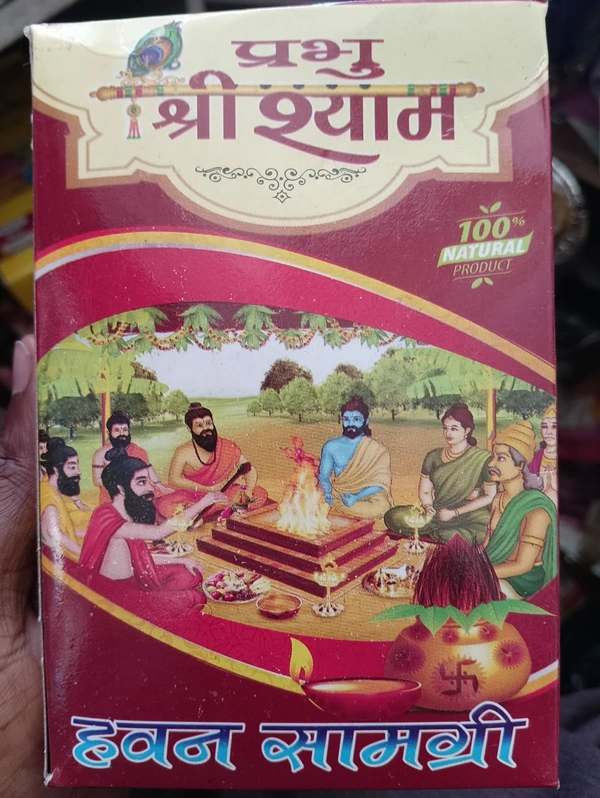 प्रभु
श्री श्याम
100%
NATURAL
PRODUCT
हवन सामग्री